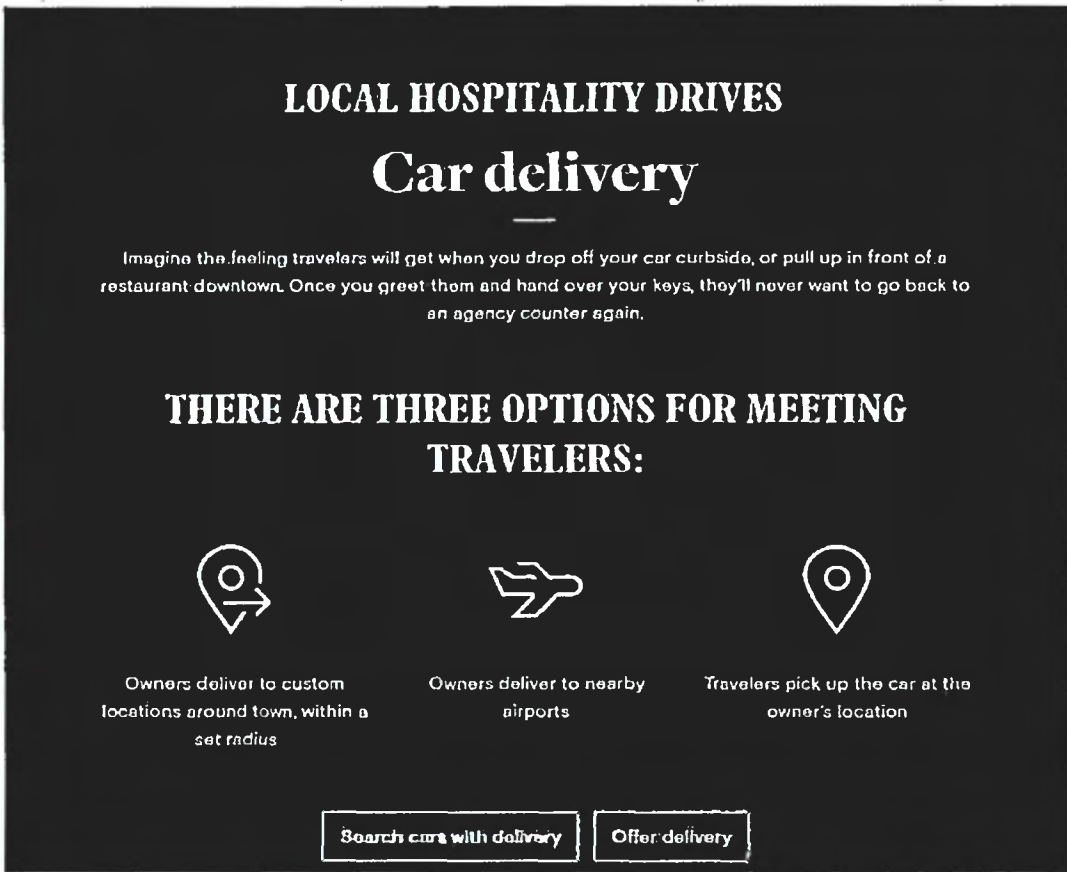 LOCAL HOSPITALITY DRIVES
Car delivery
Imagine the feeling travelers will get when you drop off your car curbside, or pull up in front of a
restaurant downtown. Once you greet them and hand over your keys, they'll never want to go back to
an agency counter again.
THERE ARE THREE OPTIONS FOR MEETING
TRAVELERS:
Owners deliver to custom
locations around town, within a
set radius
Owners deliver to nearby
airports
Travelers pick up the car at the
owner's location
Search cars with delivery
Offer delivery